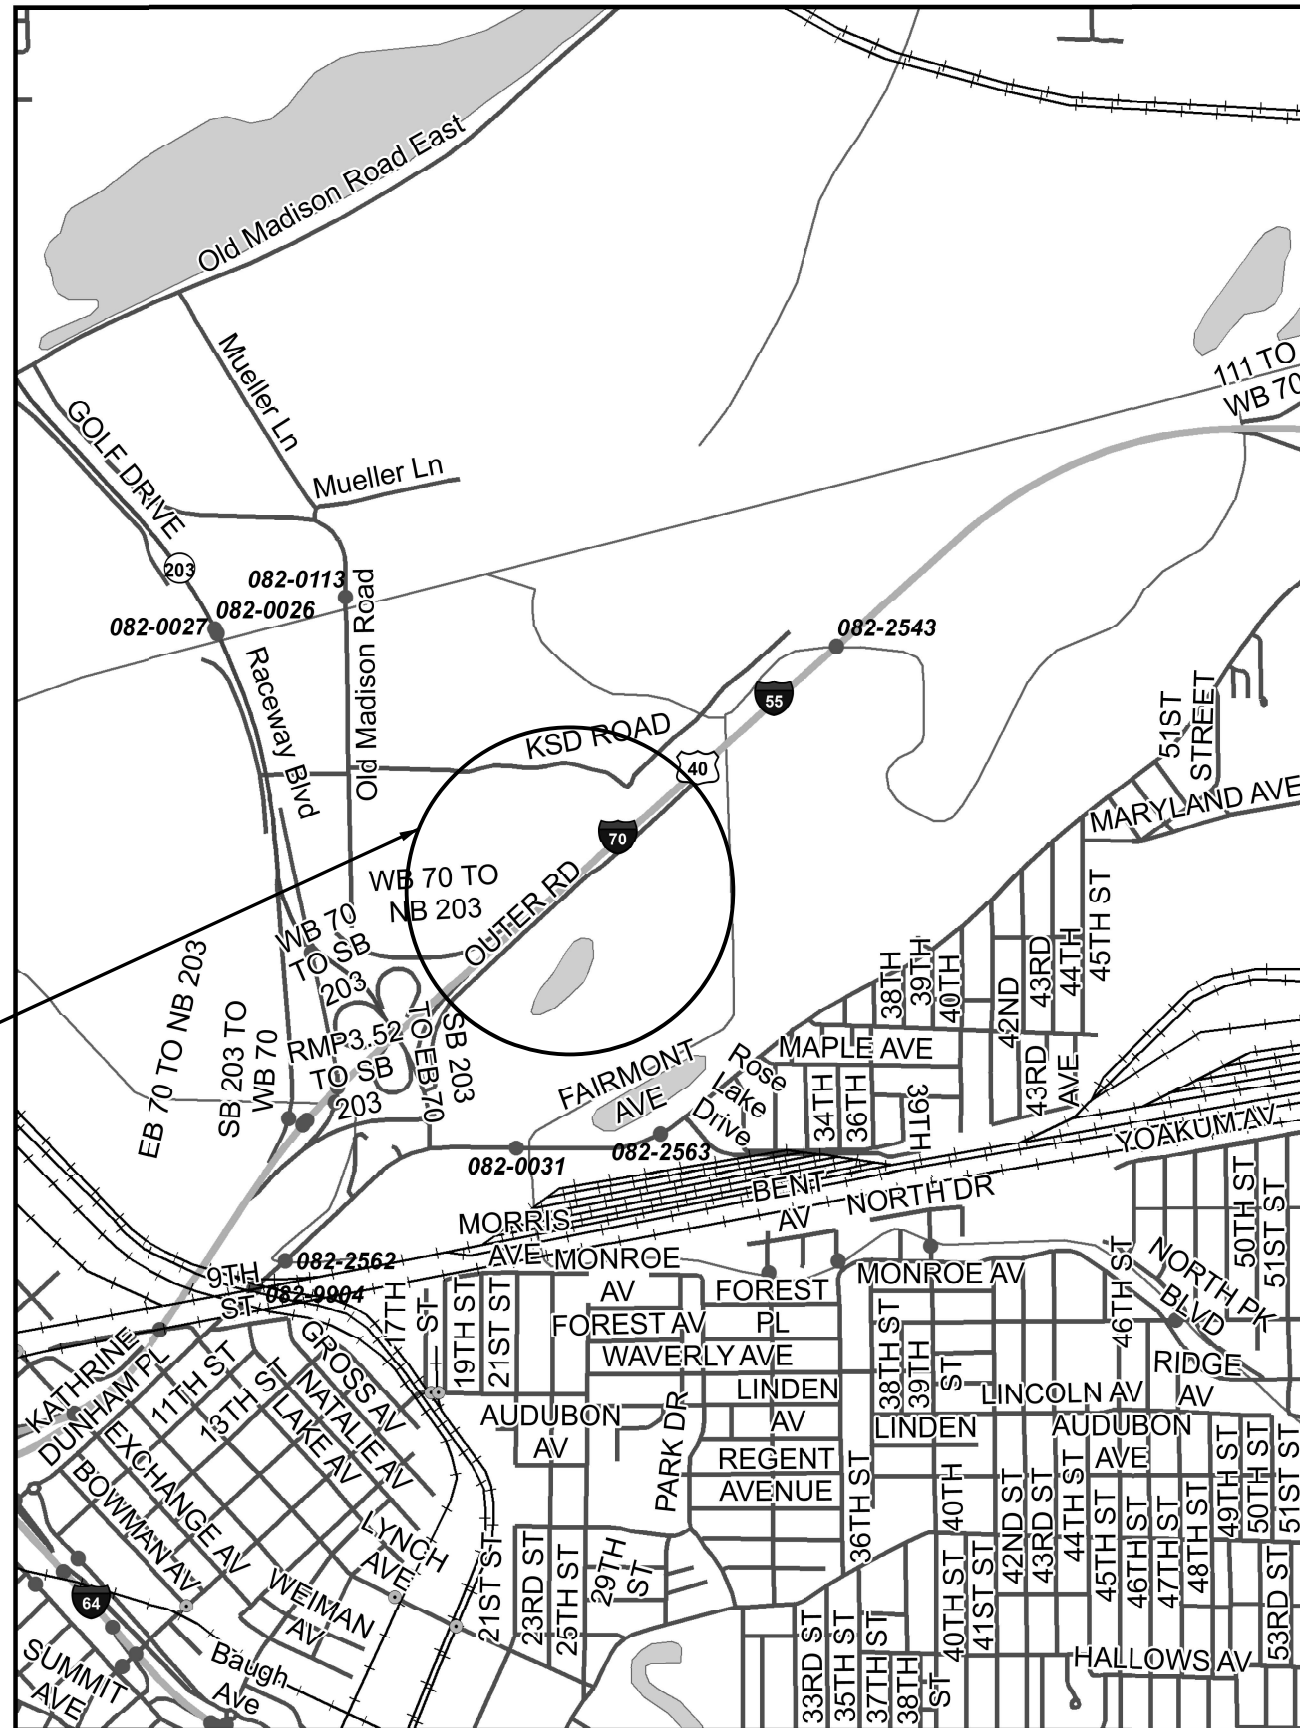 Old Madison Road East
Mueller Ln
Mueller Ln
GOLF DRIVE
203
111 TO
WB 70
082-0113
082-0026
082-0027
Old Madison Road
Raceway Blvd
082-2543
55
KSD ROAD
40
70
51ST
STREET
MARYLAND AVE
WB 70 TO
NB 203
OUTER RD
WB 70
TO SB
203
EB 70 TO NB 203
SB 203 TO
WB 70
RMP3.52
TO SB
203
TO EB 70
SB 203
38TH
39TH
40TH
42ND
43RD
44TH
45TH ST
FAIRMONT
AVE
Rose
Lake
Drive
MAPLE AVE
34TH
36TH
39TH
43RD
AVE
YOAKUM AV
082-0031
082-2563
BENT
AV
NORTH DR
MORRIS
AVE
MONROE
AV
082-2562
9TH
ST
082-9904
17TH
ST
19TH ST
21ST ST
FOREST
PL
MONROE AV
46TH ST
NORTH PK
BLVD
50TH ST
51ST ST
FOREST AV
WAVERLY AVE
38TH ST
39TH
ST
RIDGE
AV
KATHRINE
DUNHAM PL
11TH ST
13TH ST
GROSS AV
NATALIE AV
LAKE AV
LINDEN
AV
LINCOLN AV
AUDUBON
AV
LINDEN
AUDUBON
AVE
PARK DR
REGENT
AVENUE
EXCHANGE AV
BOWMAN AV
36TH ST
40TH
42ND ST
43RD ST
44TH ST
45TH ST
46TH ST
47TH ST
48TH ST
49TH ST
50TH ST
51ST ST
LYNCH
AVE
21ST ST
23RD ST
25TH ST
29TH
ST
64
WEIMAN
AV
40TH ST
41ST ST
53RD ST
SUMMIT
AVE
Baugh
Ave
33RD ST
35TH ST
37TH ST
38TH
ST
HALLOWS AV